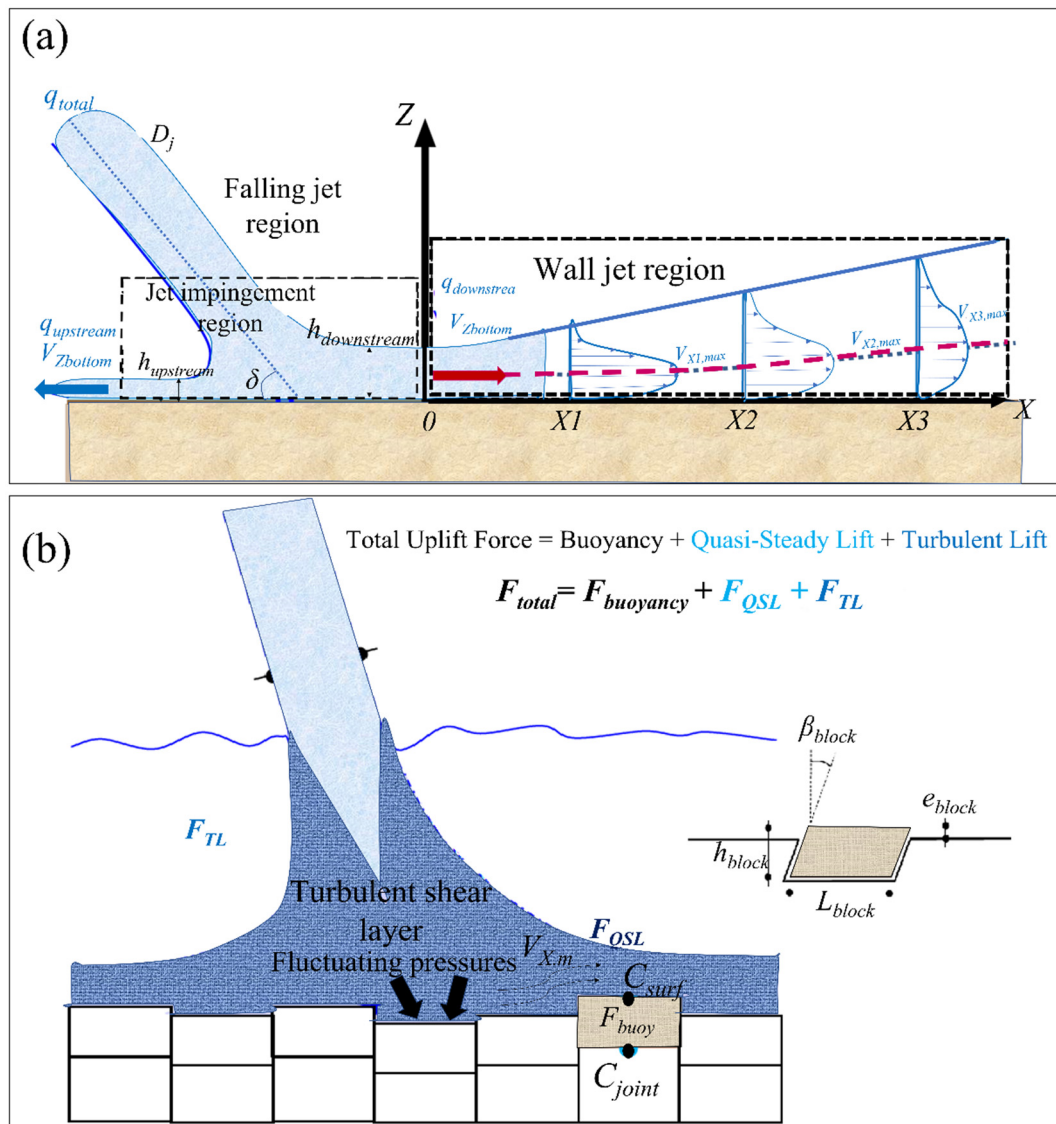 (a)
q_total
D_j
Z
Falling jet
region
Wall jet region
Jet impingement
region
q_downstrea
q_upstream
V_Zbottom
h_upstream
h_downstream
δ
V_Zbottom
V_X1,max
V_X2,max
V_X3,max
0
X1
X2
X3
X
(b)
Total Uplift Force = Buoyancy + Quasi-Steady Lift + Turbulent Lift
F_total= F_buoyancy + F_QSL + F_TL
β_block
e_block
h_block
L_block
F_TL
Turbulent shear
layer
Fluctuating pressures
F_QSL
V_X,m
C_surf
F_buoy
C_joint